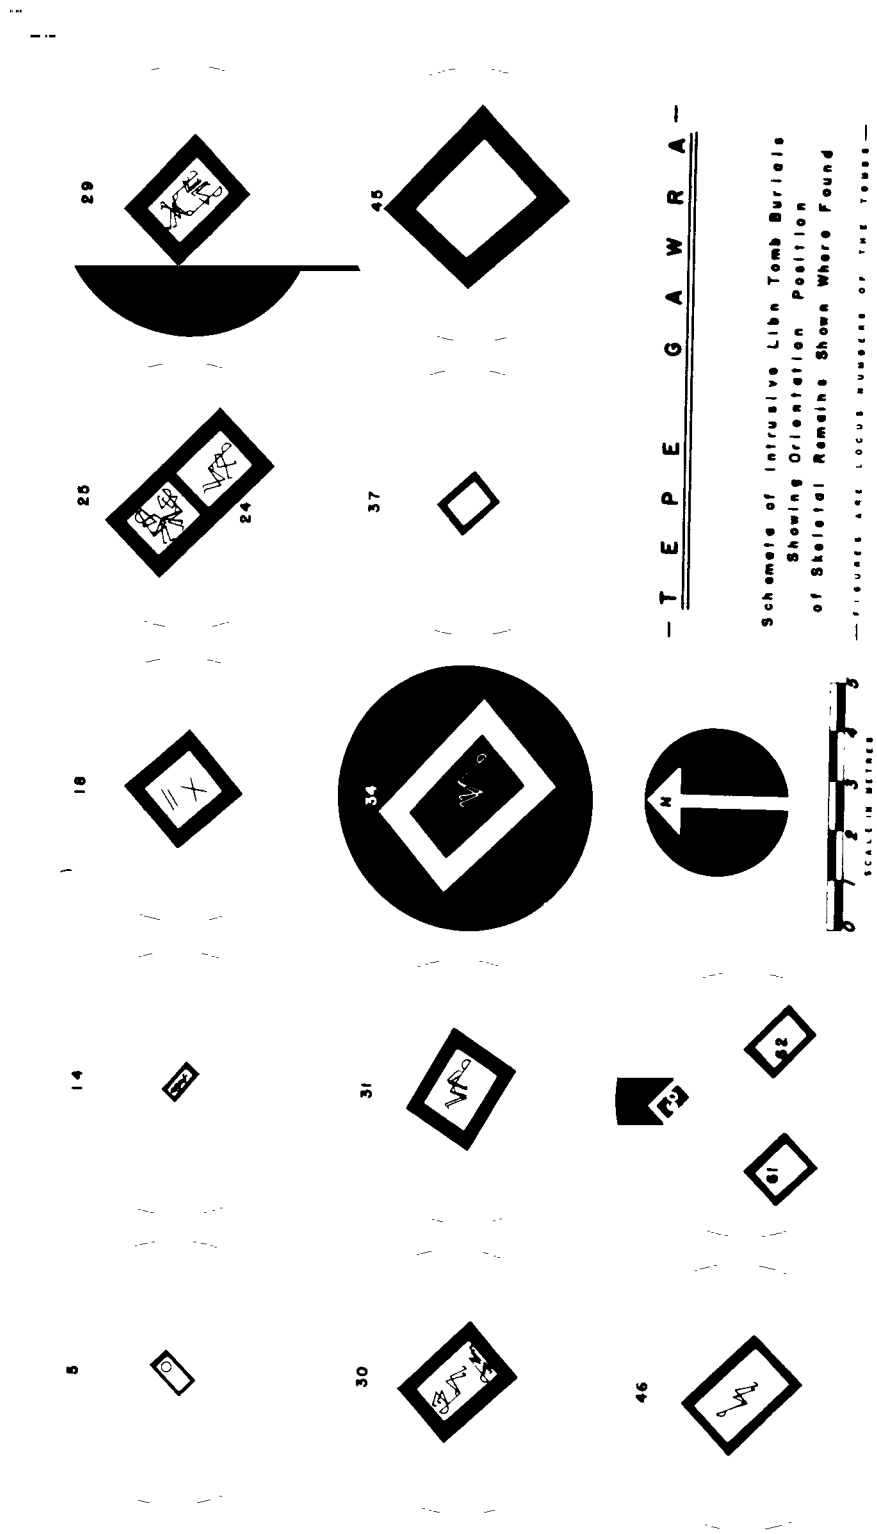 29
45
25
24
37
18
34
14
31
62
61
5
30
46
— T E P E G A W R A —
Schemata of Intrusive Libn Tomb Burials
Showing Orientation Position
of Skeletal Remains Shown Where Found
— FIGURES ARE LOCUS NUMBERS OF THE TOMBS —
N
0 1 2 3 4 5
SCALE IN METRES